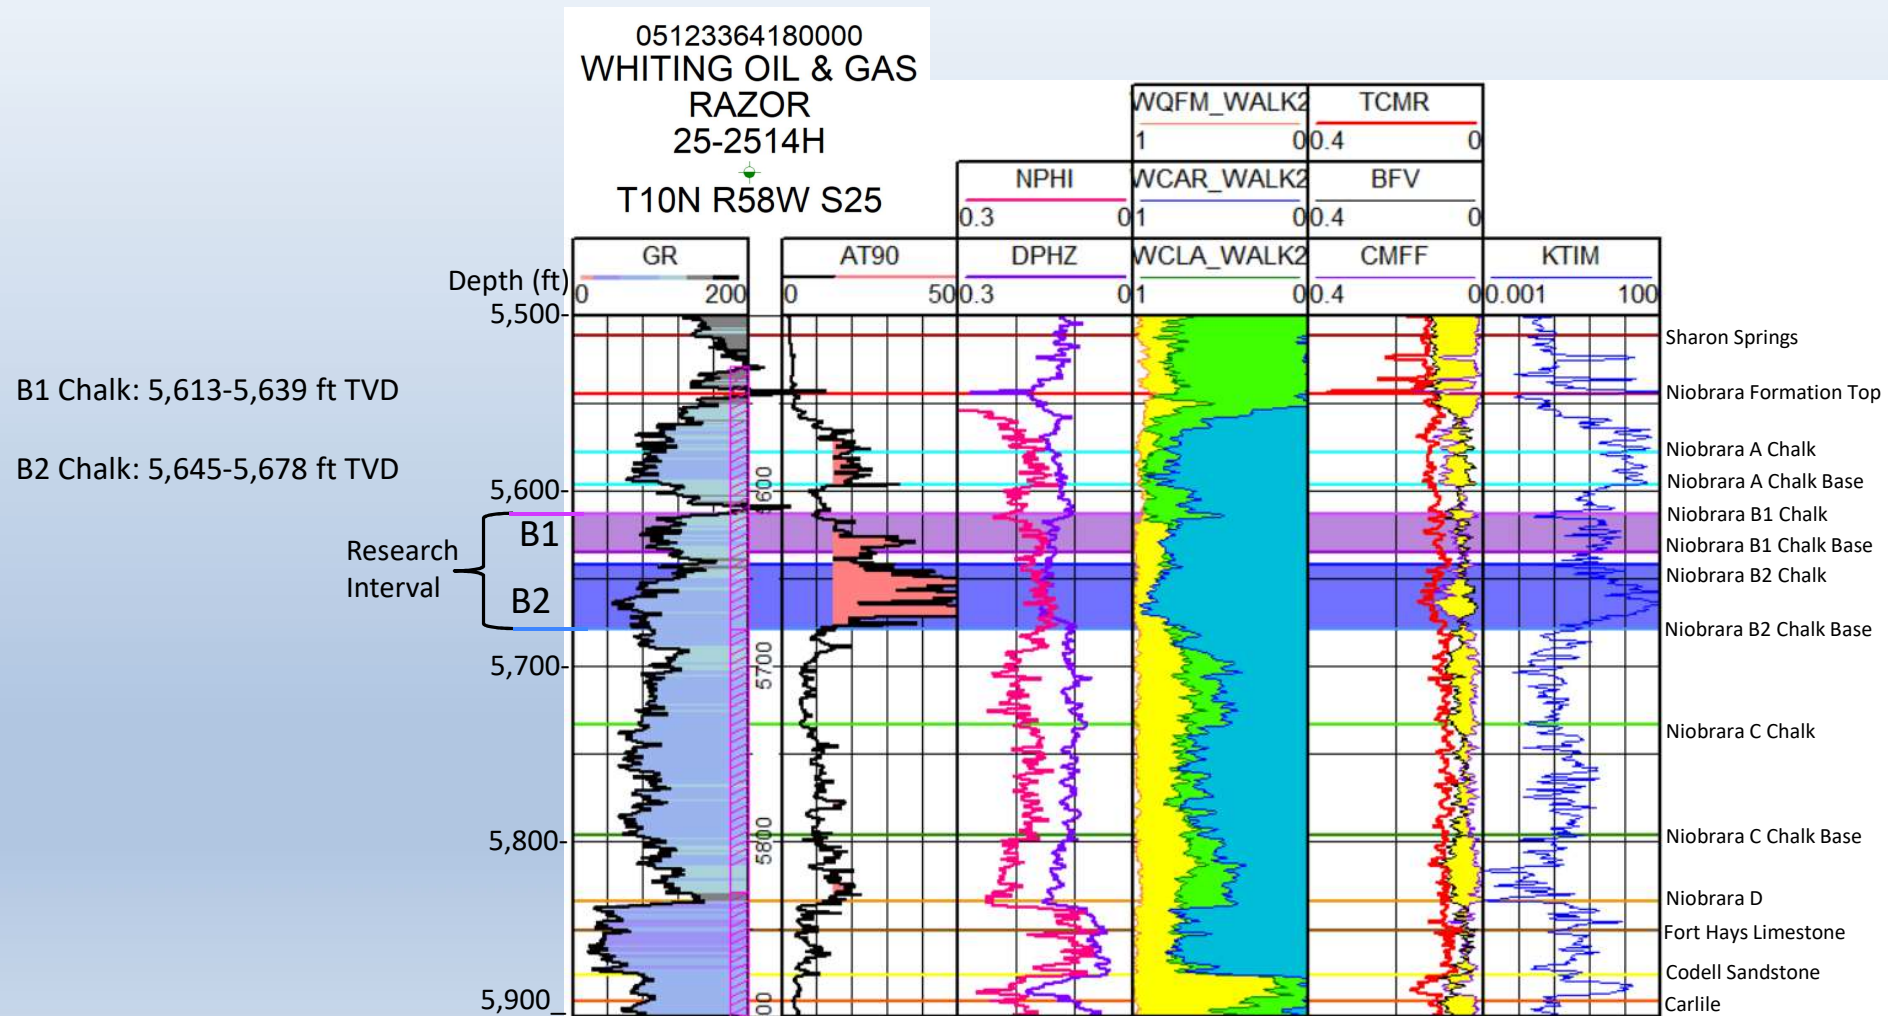 05123364180000
WHITING OIL & GAS
RAZOR
25-2514H
T10N R58W S25
WQFM_WALK2 TCMR
1 0 0.4 0
NPHI WCAR_WALK2 BFV
0.3 0 1 0 0.4 0
GR AT90 DPHZ WCLA_WALK2 CMFF KTIM
Depth (ft) 0 200 0 50 0.3 0 1 0 0.4 0 0.001 100
5,500-
Sharon Springs
B1 Chalk: 5,613-5,639 ft TVD
Niobrara Formation Top
Niobrara A Chalk
B2 Chalk: 5,645-5,678 ft TVD
Niobrara A Chalk Base
5,600- 5600
Niobrara B1 Chalk
B1
Niobrara B1 Chalk Base
Research
Interval
Niobrara B2 Chalk
B2
Niobrara B2 Chalk Base
5,700- 5700
Niobrara C Chalk
5,800- 5800
Niobrara C Chalk Base
Niobrara D
Fort Hays Limestone
Codell Sandstone
5,900_
Carlile